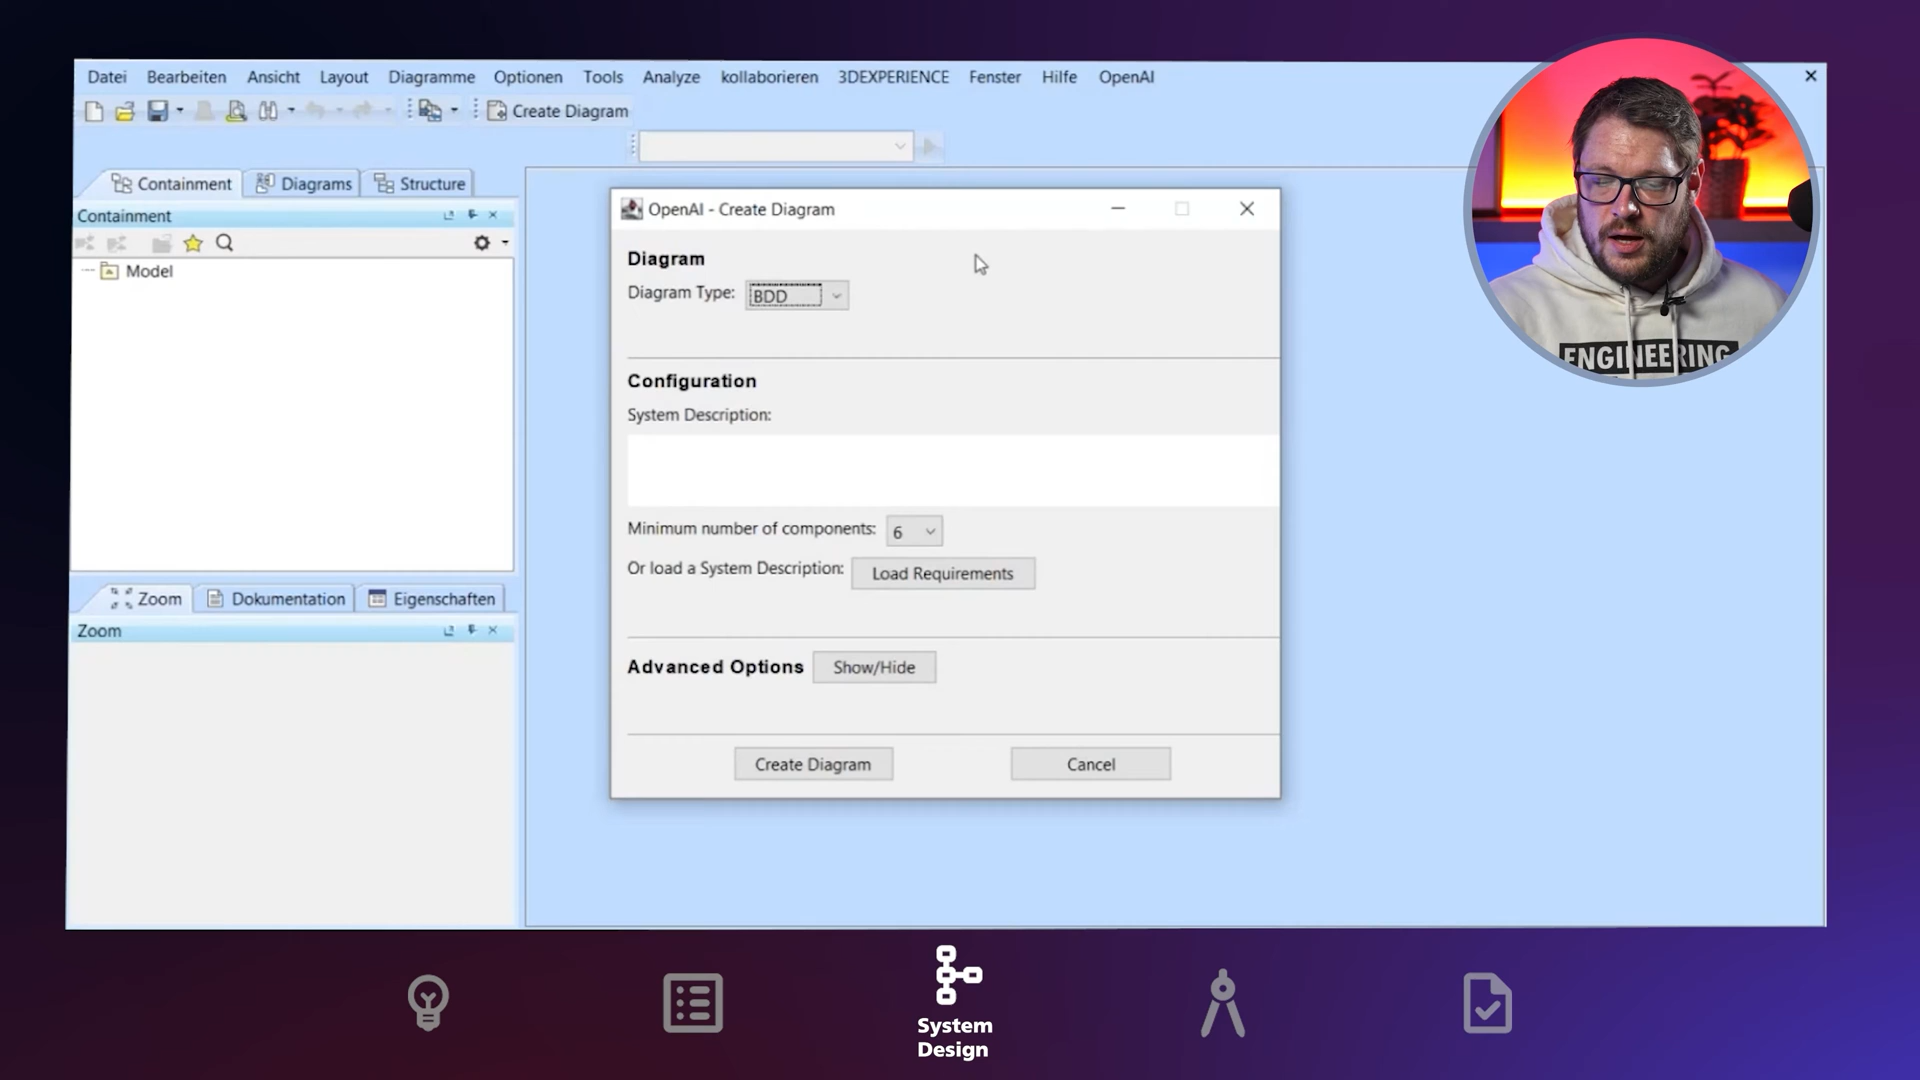 Datei Bearbeiten Ansicht Layout Diagramme Optionen Tools Analyze kollaborieren 3DEXPERIENCE Fenster Hilfe OpenAI
Create Diagram
Containment Diagrams Structure
Containment
Model
Zoom Dokumentation Eigenschaften
Zoom
OpenAI - Create Diagram
Diagram
Diagram Type: BDD
Configuration
System Description:
Minimum number of components: 6
Or load a System Description: Load Requirements
Advanced Options Show/Hide
Create Diagram Cancel
ENGINEERING
System
Design